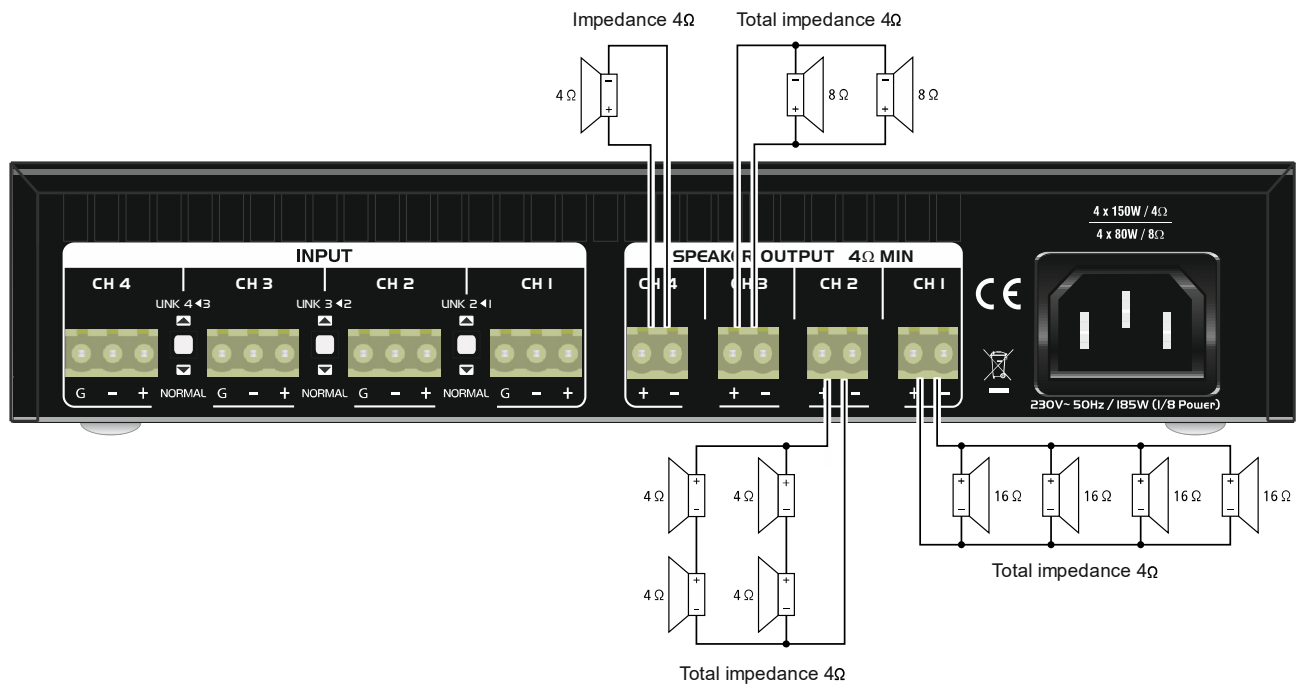 Impedance 4Ω Total impedance 4Ω
4 Ω 8 Ω 8 Ω
4 x 150W / 4Ω
4 x 80W / 8Ω
INPUT
SPEAKER OUTPUT 4Ω MIN
CH 4 CH 3 CH 2 CH 1
LINK 4◄3 LINK 3◄2 LINK 2◄1
CH 4 CH 3 CH 2 CH 1
CE
G - + NORMAL G - + NORMAL G - + NORMAL G - +
+ - + - + - + -
230V~ 50Hz / 185W (1/8 Power)
4 Ω 4 Ω
4 Ω 4 Ω
Total impedance 4Ω
16 Ω 16 Ω 16 Ω 16 Ω
Total impedance 4Ω